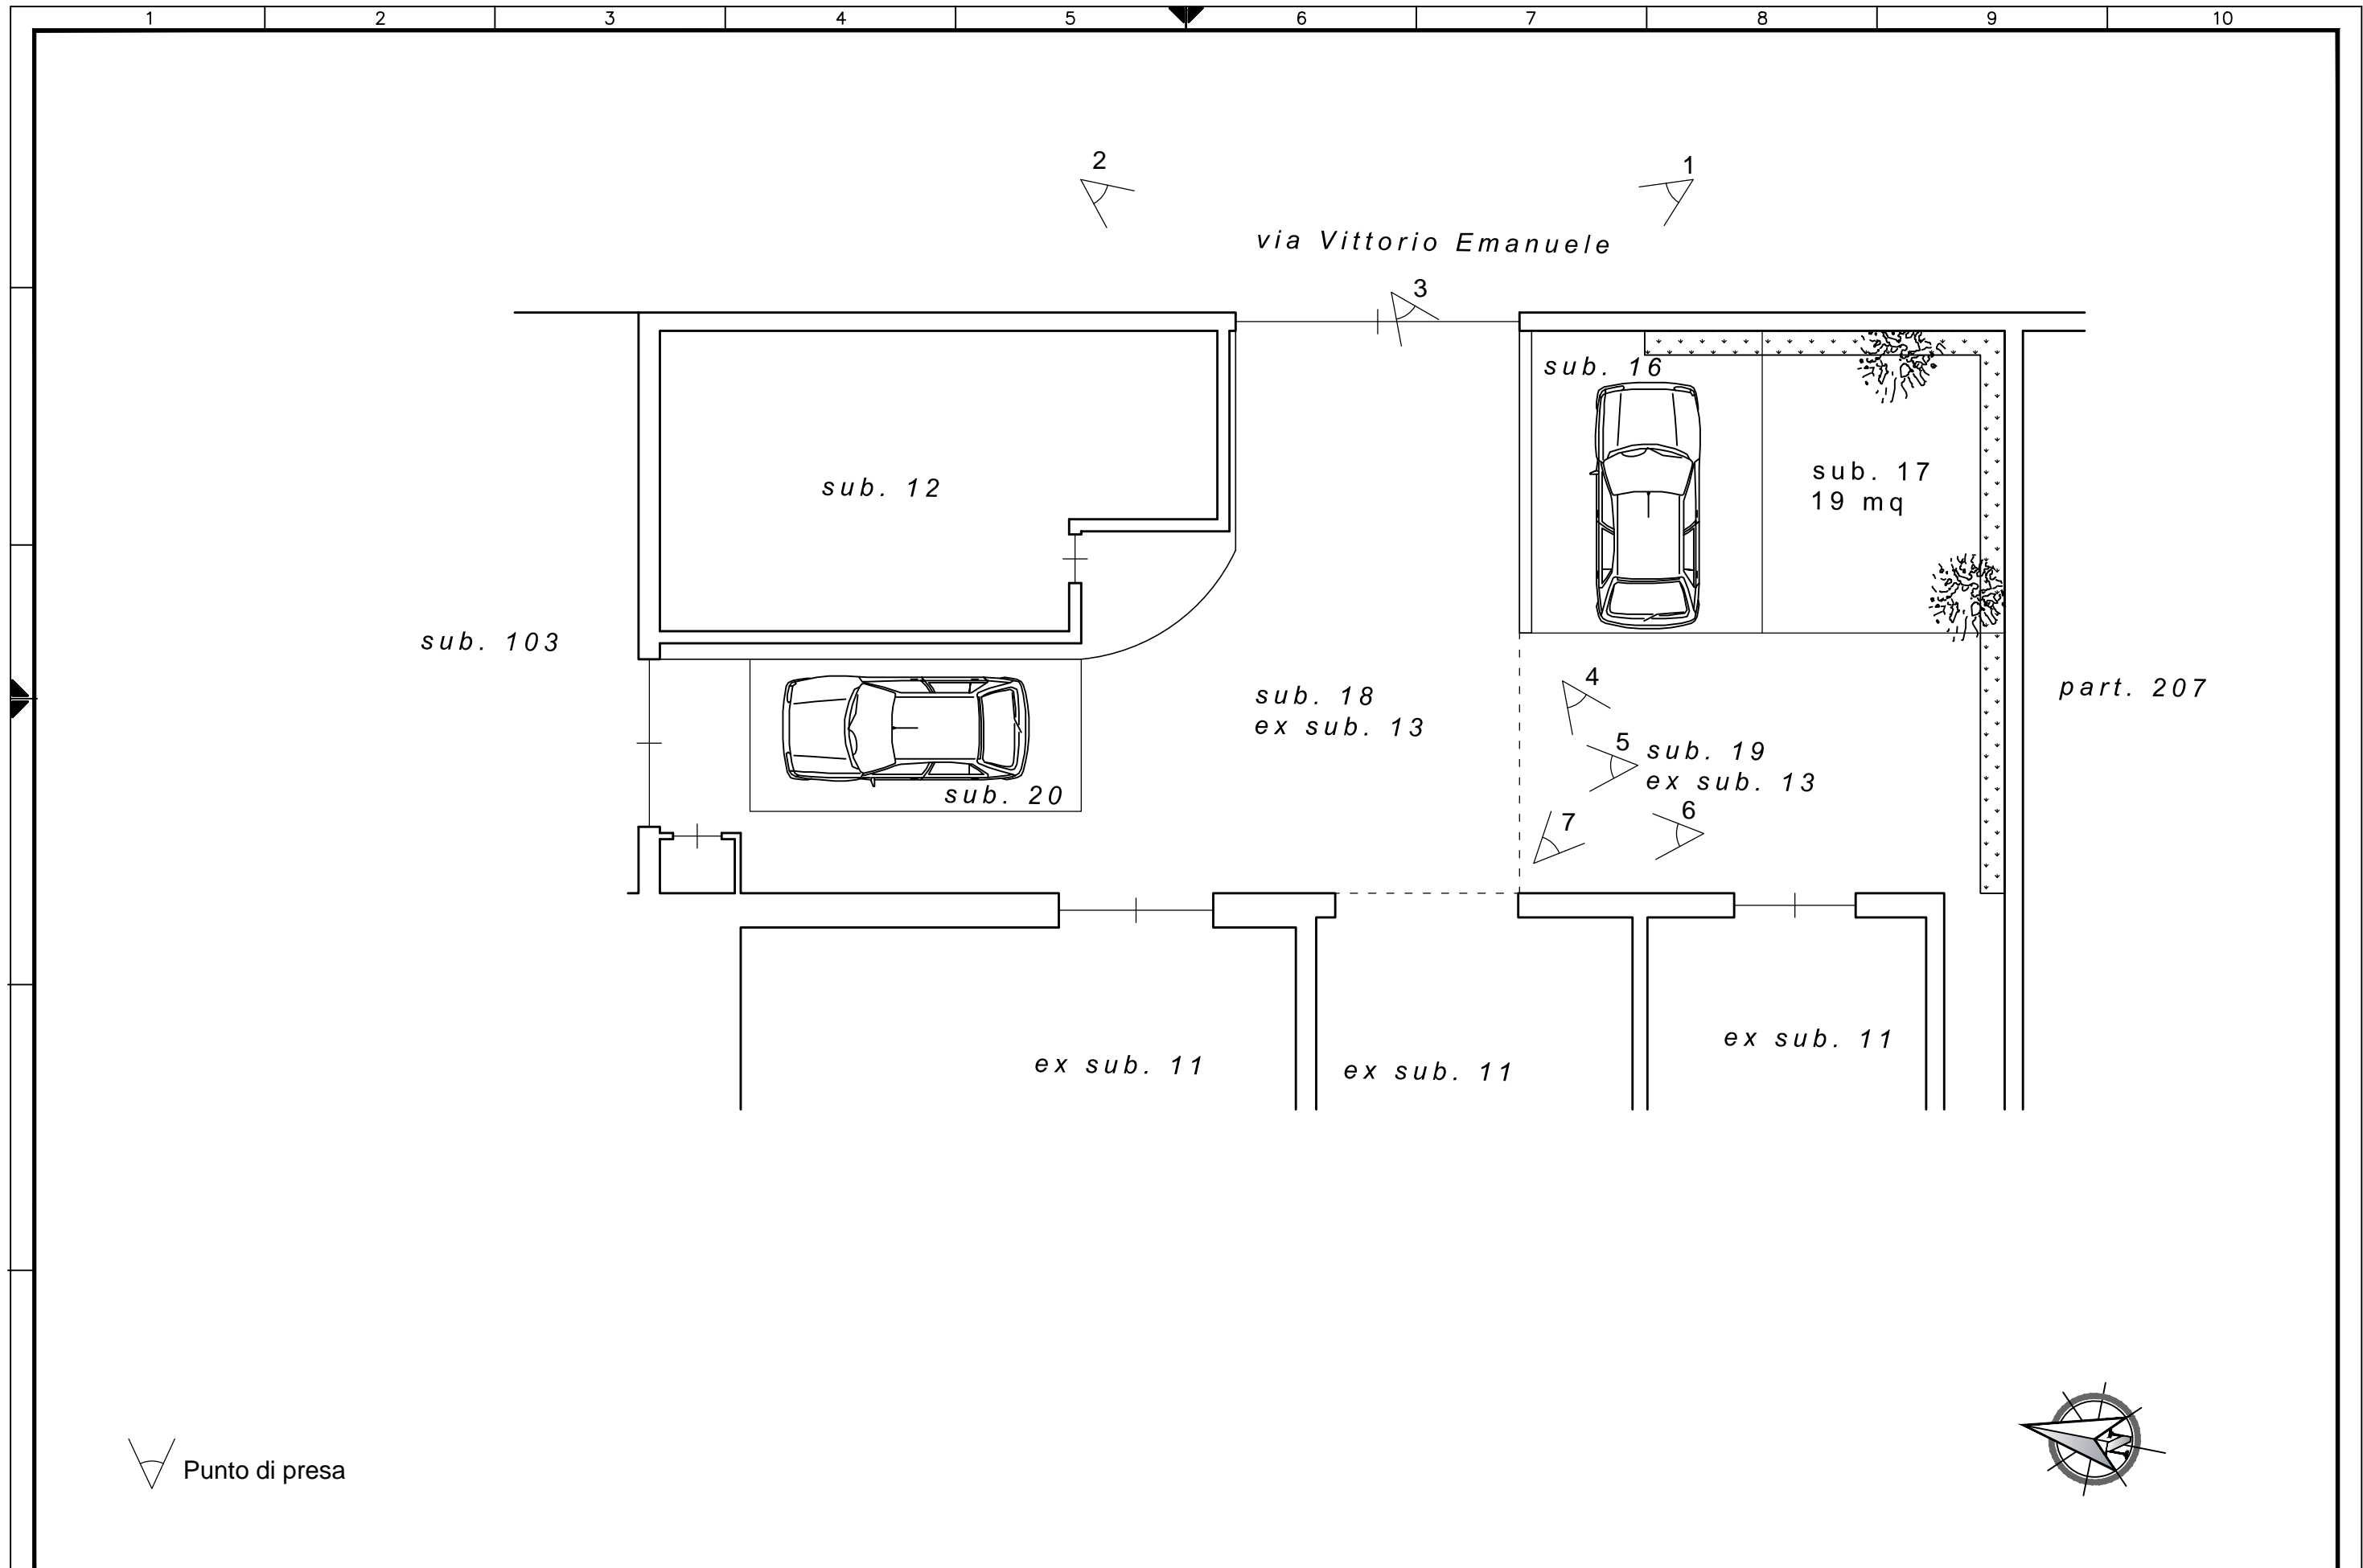 1 2 3 4 5 6 7 8 9 10
2
1
via Vittorio Emanuele
3
sub. 16
sub. 17
19 mq
sub. 12
sub. 103
part. 207
4
sub. 18
ex sub. 13
5
sub. 19
ex sub. 13
sub. 20
6
7
ex sub. 11
ex sub. 11
ex sub. 11
N
Punto di presa